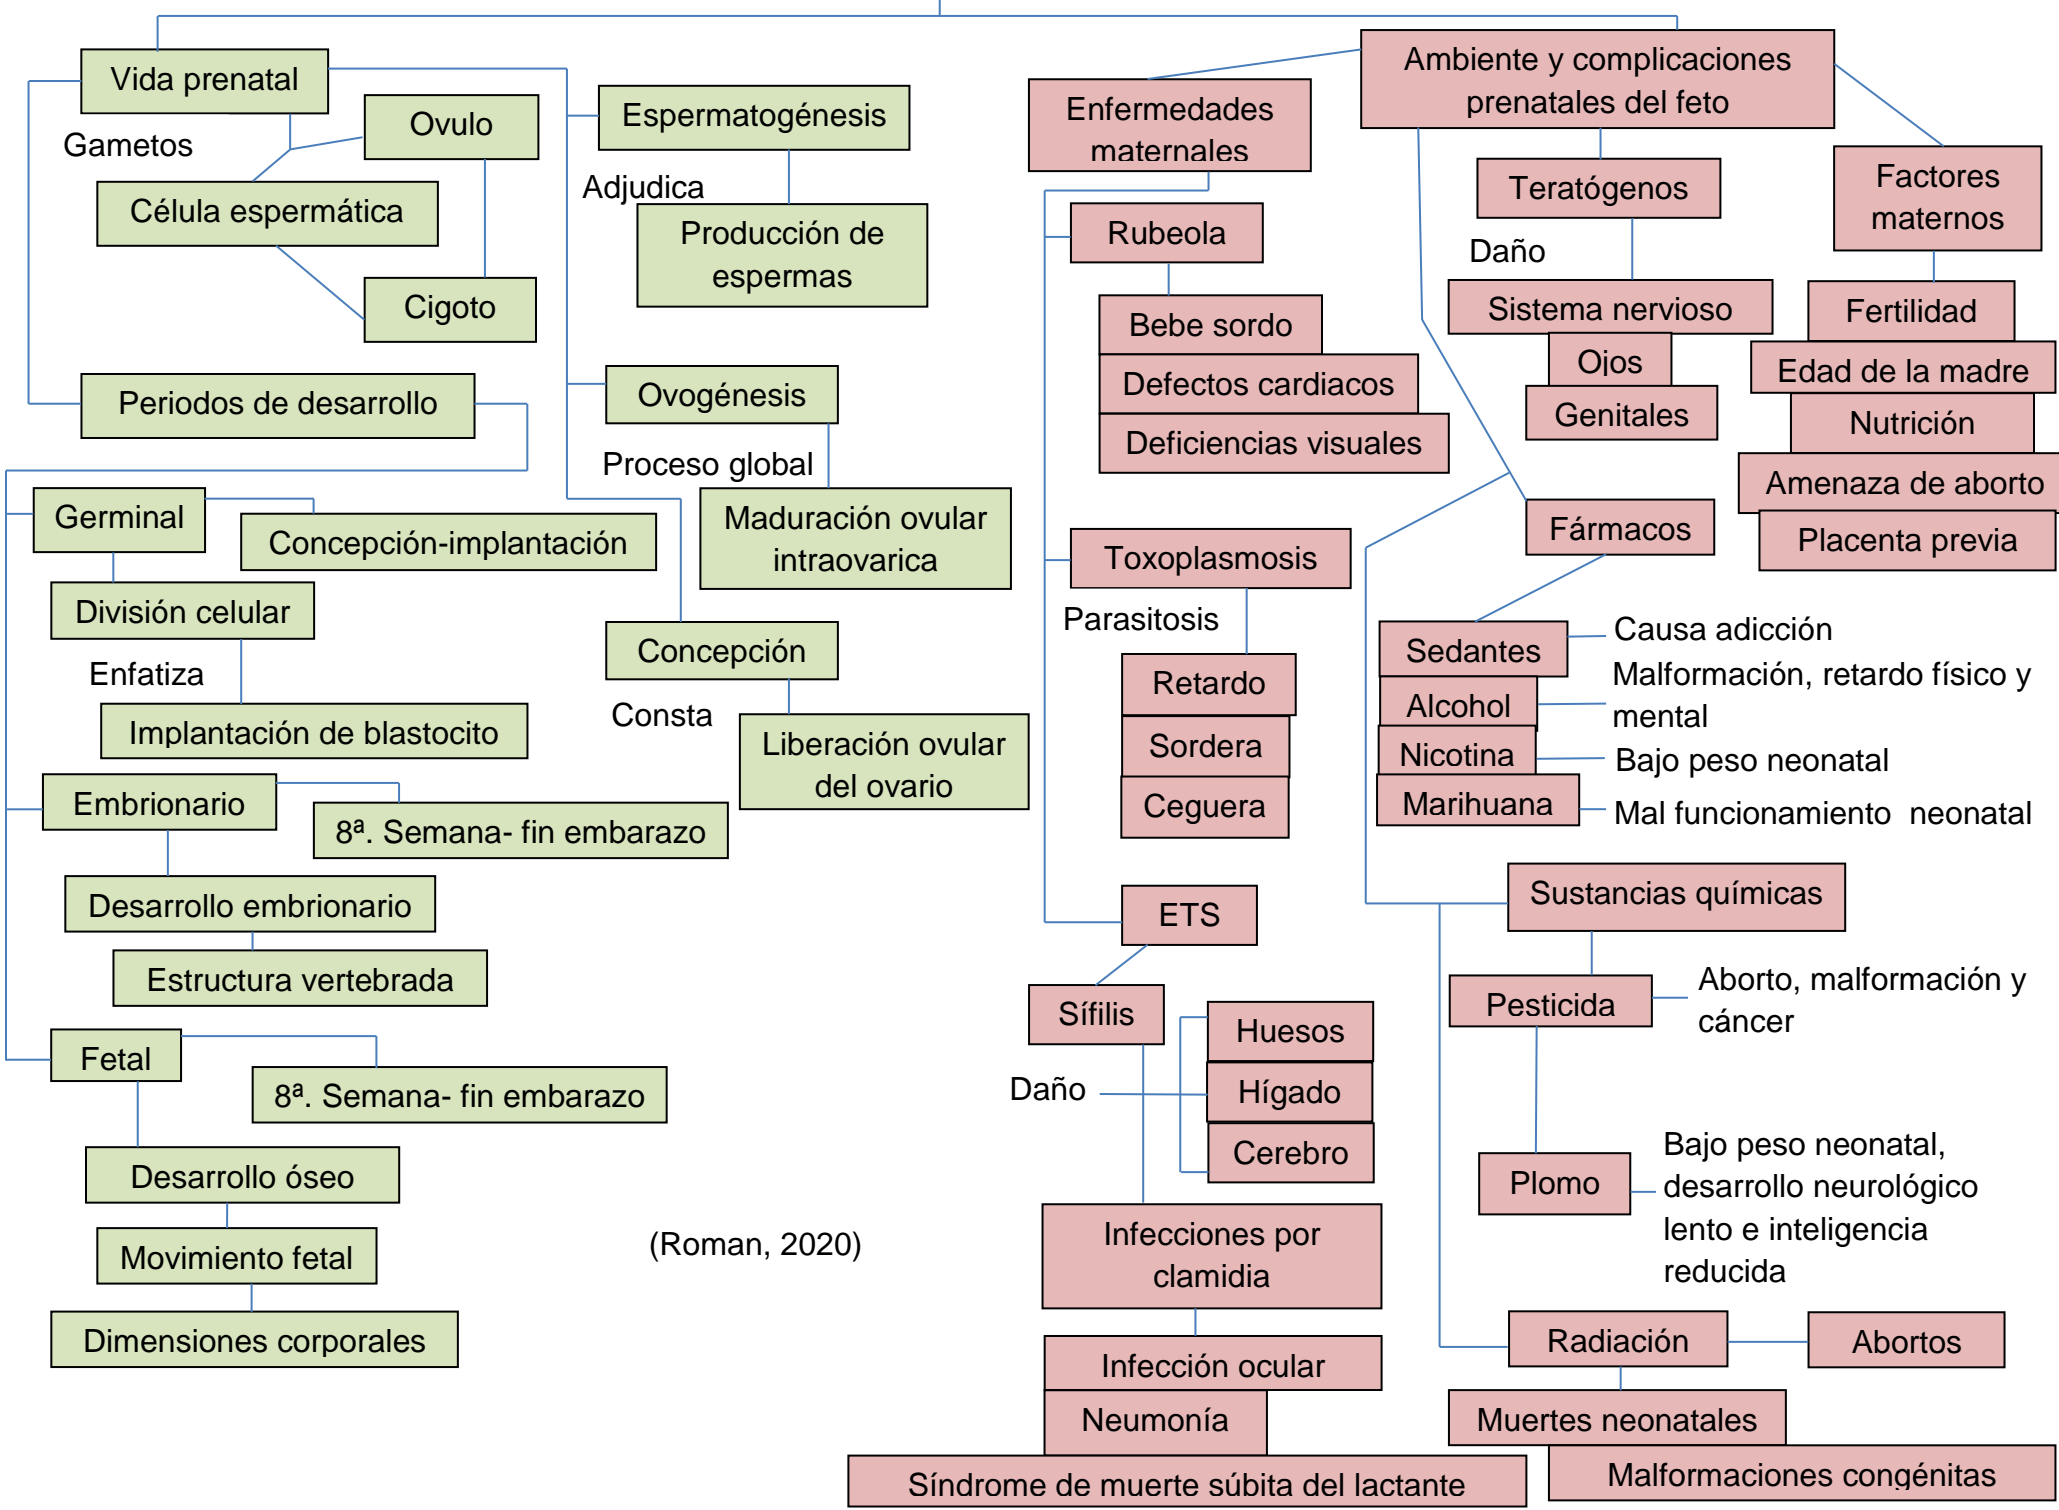 Vida prenatal
Gametos
Ovulo
Célula espermática
Cigoto
Periodos de desarrollo
Germinal
Concepción-implantación
División celular
Enfatiza
Implantación de blastocito
Embrionario
8ª. Semana- fin embarazo
Desarrollo embrionario
Estructura vertebrada
Fetal
8ª. Semana- fin embarazo
Desarrollo óseo
Movimiento fetal
Dimensiones corporales
Espermatogénesis
Adjudica
Producción de
espermas
Ovogénesis
Proceso global
Maduración ovular
intraovarica
Concepción
Consta
Liberación ovular
del ovario
(Roman, 2020)
Ambiente y complicaciones
prenatales del feto
Enfermedades
maternales
Rubeola
Bebe sordo
Defectos cardiacos
Deficiencias visuales
Toxoplasmosis
Parasitosis
Retardo
Sordera
Ceguera
ETS
Sífilis
Daño
Huesos
Hígado
Cerebro
Infecciones por
clamidia
Infección ocular
Neumonía
Síndrome de muerte súbita del lactante
Teratógenos
Daño
Sistema nervioso
Ojos
Genitales
Factores
maternos
Fertilidad
Edad de la madre
Nutrición
Amenaza de aborto
Placenta previa
Fármacos
Sedantes
Causa adicción
Alcohol
Malformación, retardo físico y
mental
Nicotina
Bajo peso neonatal
Marihuana
Mal funcionamiento  neonatal
Sustancias químicas
Pesticida
Aborto, malformación y
cáncer
Plomo
Bajo peso neonatal,
desarrollo neurológico
lento e inteligencia
reducida
Radiación
Abortos
Muertes neonatales
Malformaciones congénitas